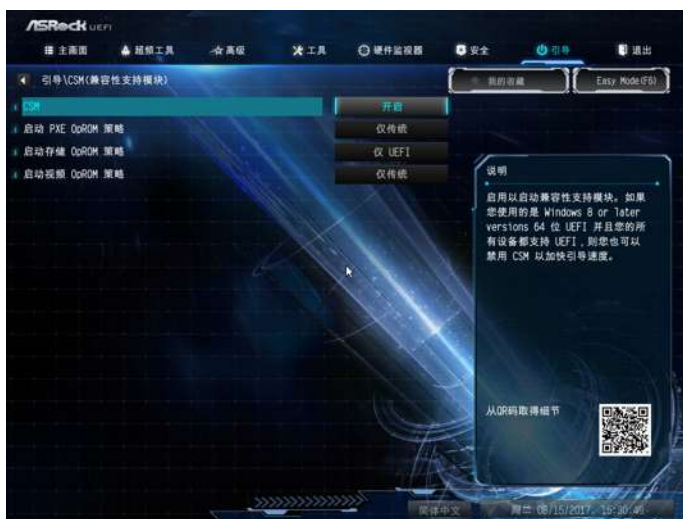 ASRock UEFI
主画面 超频工具 高级 工具 硬件监视器 安全 引导 退出
引导\CSM(兼容性支持模块) 我的收藏 Easy Mode(F6)
CSM 开启
启动 PXE OpROM 策略 仅传统
启动存储 OpROM 策略 仅 UEFI
启动视频 OpROM 策略 仅传统
说明
启用以启动兼容性支持模块。如果
您使用的是 Windows 8 or later
versions 64 位 UEFI 并且您的所
有设备都支持 UEFI，则您也可以
禁用 CSM 以加快引导速度。
从QR码取得细节
简体中文 周二 08/15/2017, 15:30:49